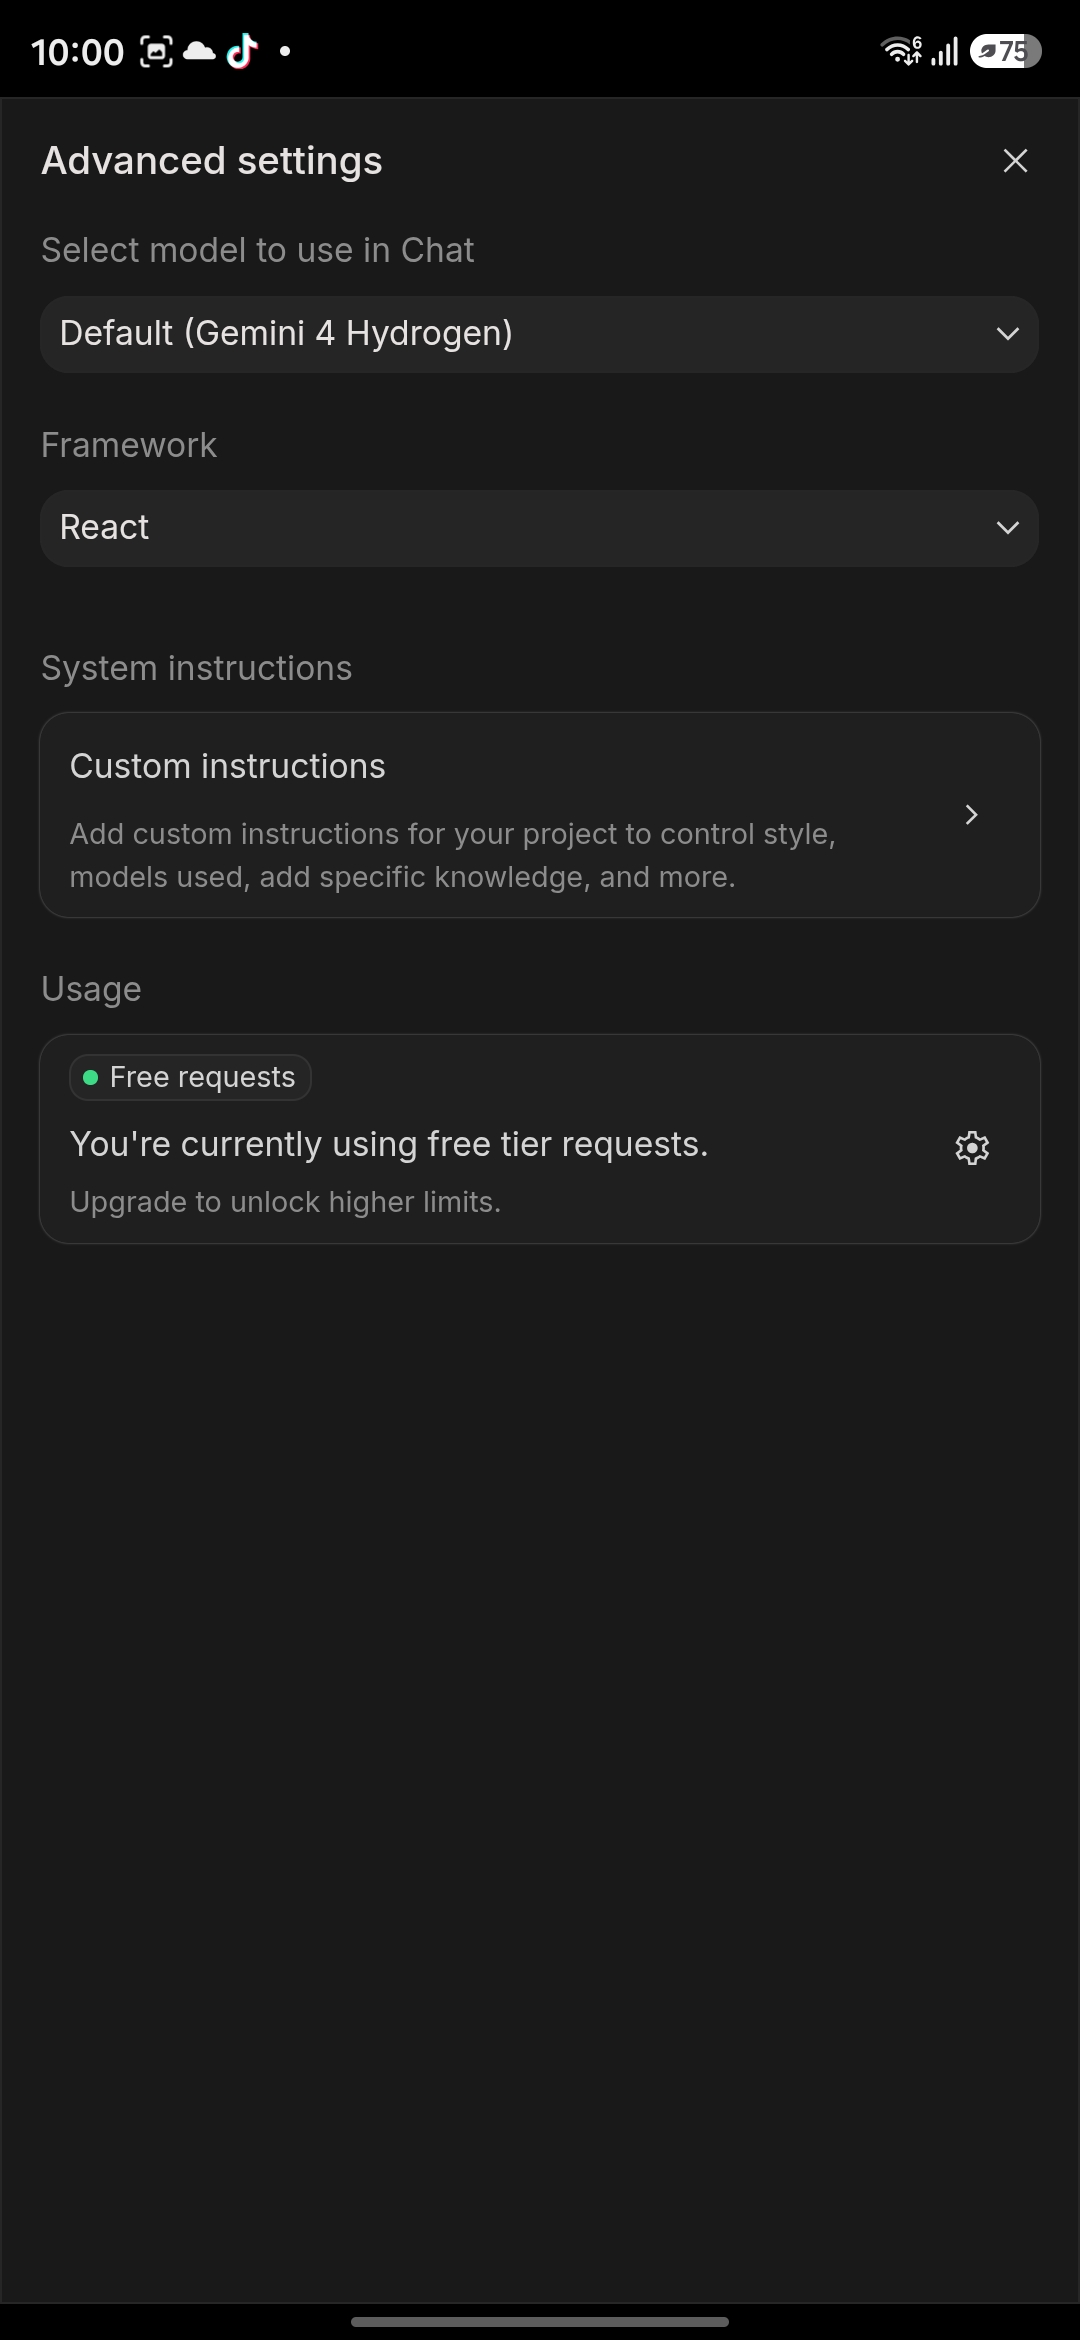 10:00
6
75
Advanced settings
Select model to use in Chat
Default (Gemini 4 Hydrogen)
Framework
React
System instructions
Custom instructions
Add custom instructions for your project to control style,
models used, add specific knowledge, and more.
Usage
Free requests
You're currently using free tier requests.
Upgrade to unlock higher limits.